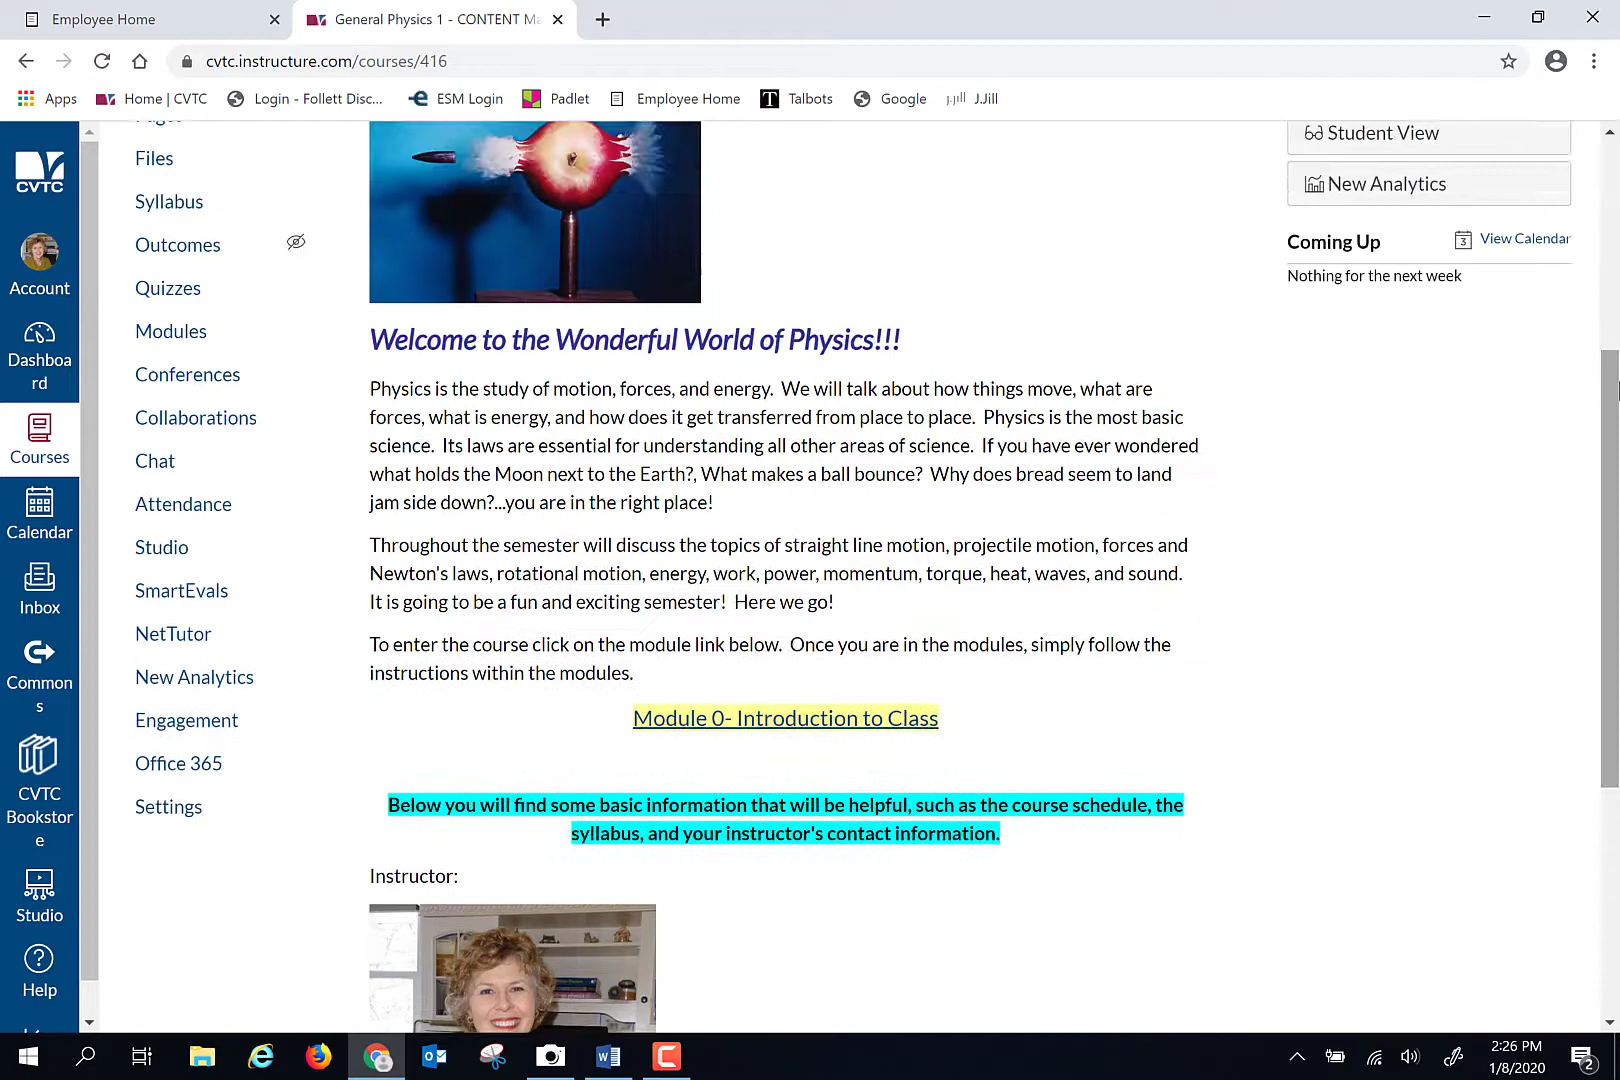 Employee Home
General Physics 1 - CONTENT Ma
cvtc.instructure.com/courses/416
Apps
Home | CVTC
Login - Follett Disc...
ESM Login
Padlet
Employee Home
T
Talbots
Google
J.Jill
J.Jill
CVTC
Account
Dashboa
rd
Courses
Calendar
Inbox
Common
s
CVTC
Bookstor
e
Studio
Help
Pages
Files
Syllabus
Outcomes
Quizzes
Modules
Conferences
Collaborations
Chat
Attendance
Studio
SmartEvals
NetTutor
New Analytics
Engagement
Office 365
Settings
Welcome to the Wonderful World of Physics!!!
Physics is the study of motion, forces, and energy. We will talk about how things move, what are
forces, what is energy, and how does it get transferred from place to place. Physics is the most basic
science. Its laws are essential for understanding all other areas of science. If you have ever wondered
what holds the Moon next to the Earth?, What makes a ball bounce? Why does bread seem to land
jam side down?...you are in the right place!
Throughout the semester will discuss the topics of straight line motion, projectile motion, forces and
Newton's laws, rotational motion, energy, work, power, momentum, torque, heat, waves, and sound.
It is going to be a fun and exciting semester! Here we go!
To enter the course click on the module link below. Once you are in the modules, simply follow the
instructions within the modules.
Module 0- Introduction to Class
Below you will find some basic information that will be helpful, such as the course schedule, the
syllabus, and your instructor's contact information.
Instructor:
Student View
New Analytics
Coming Up
3
View Calendar
Nothing for the next week
2:26 PM
1/8/2020
2